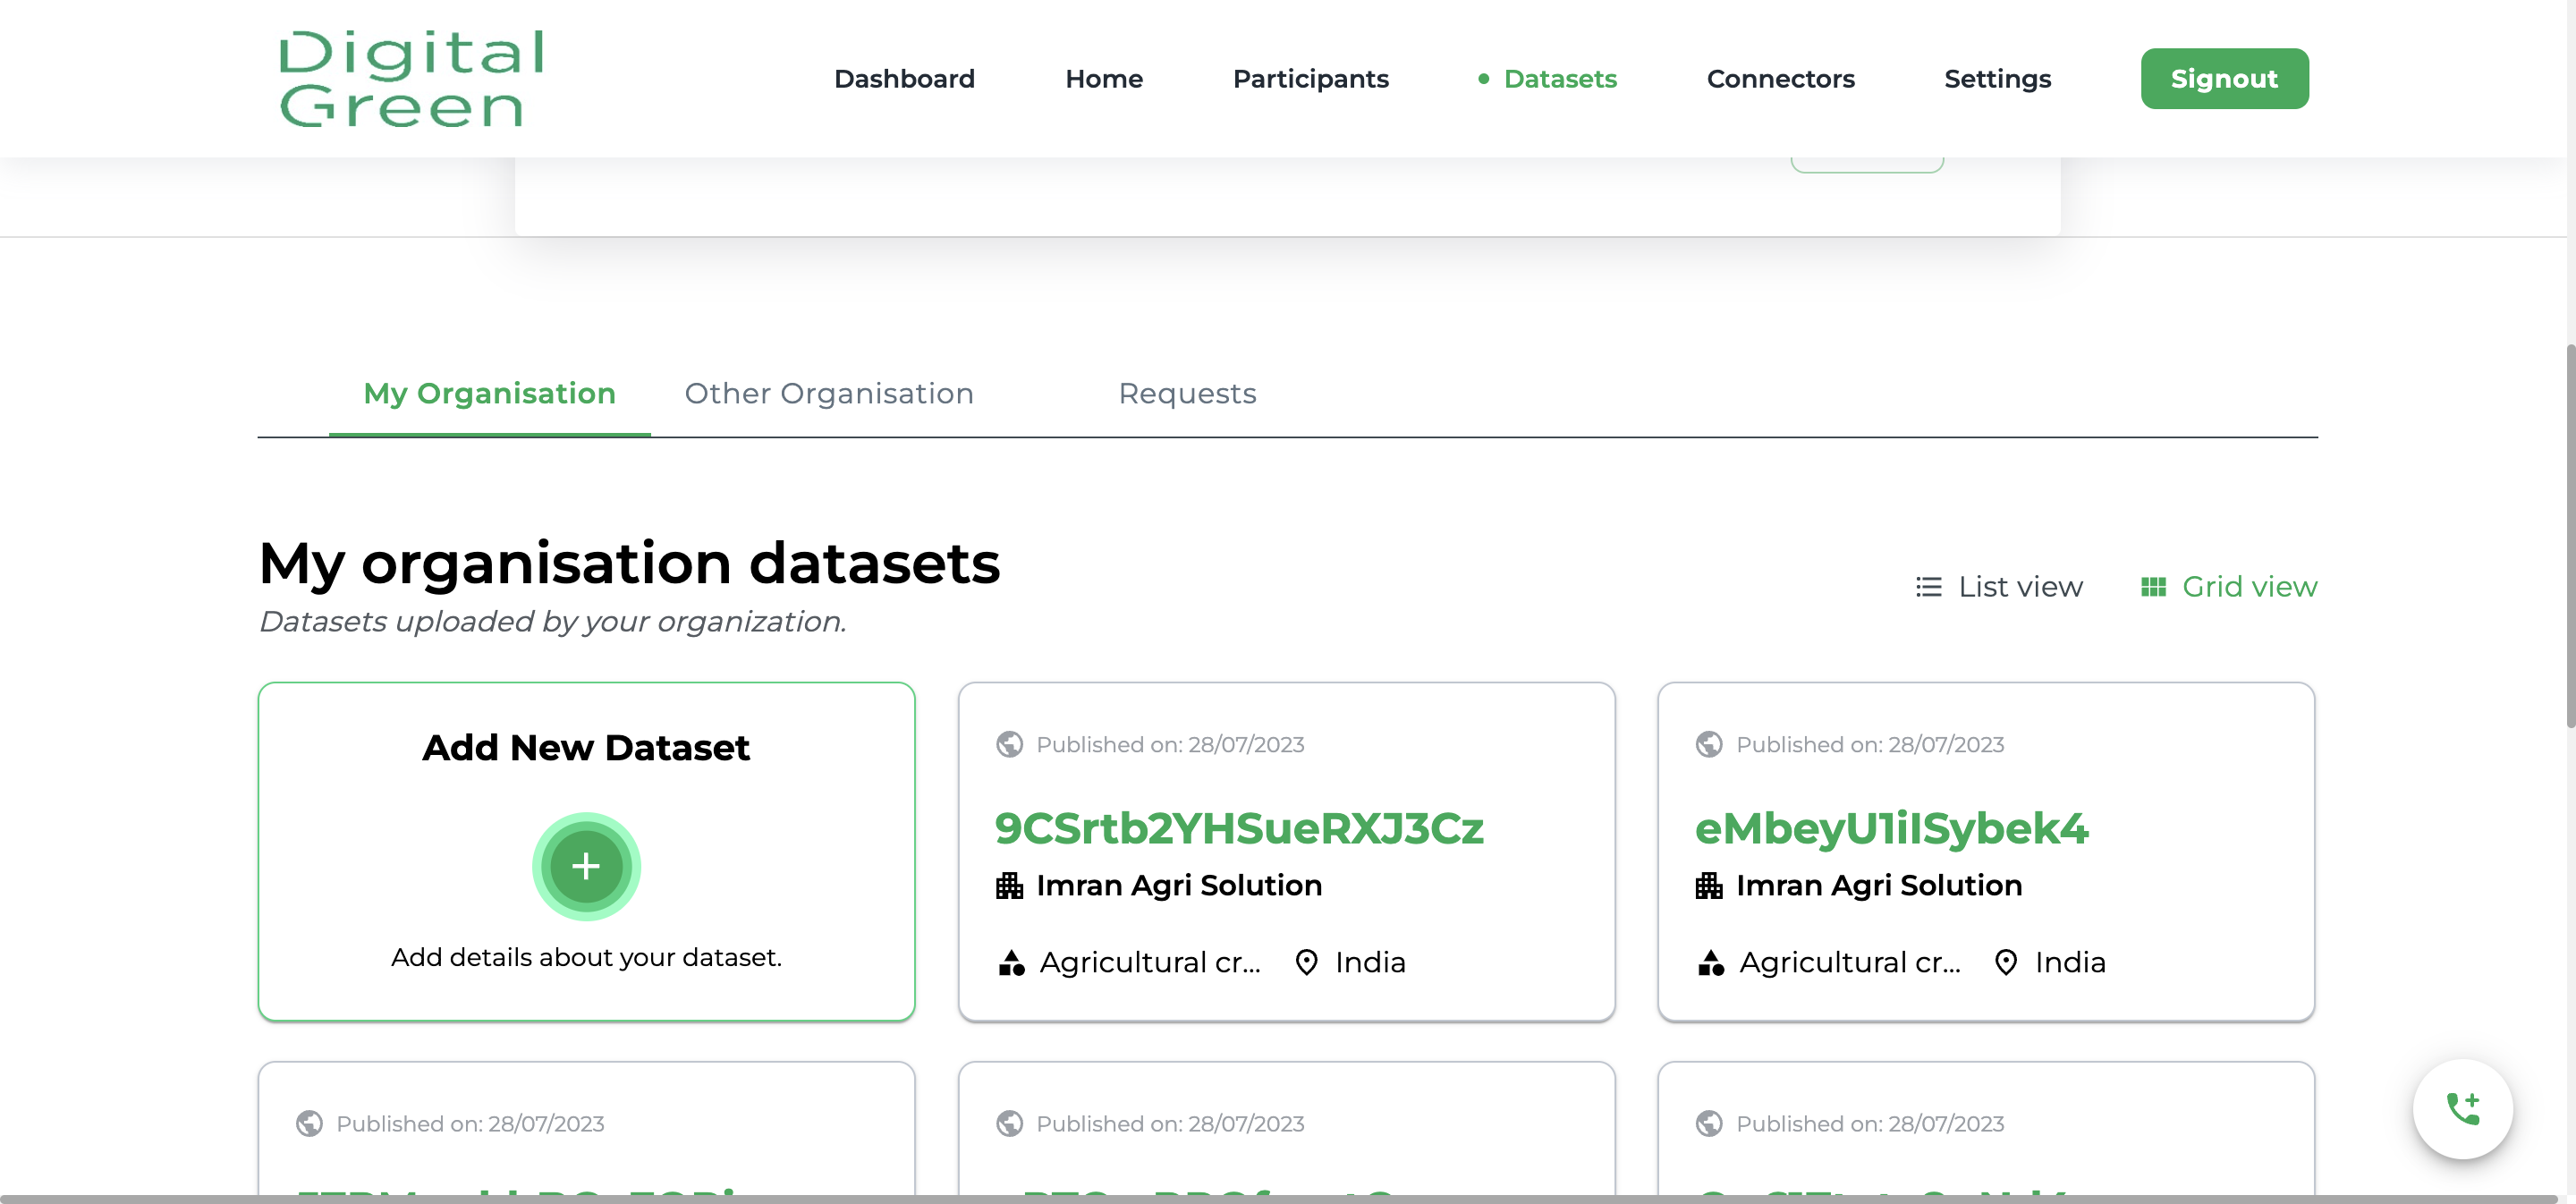 Digital
Green
Dashboard Home Participants Datasets Connectors Settings Signout
My Organisation Other Organisation Requests
My organisation datasets
Datasets uploaded by your organization.
List view Grid view
Add New Dataset
Add details about your dataset.
Published on: 28/07/2023
9CSrtb2YHSueRXJ3Cz
Imran Agri Solution
Agricultural cr... India
Published on: 28/07/2023
eMbeyU1iISybek4
Imran Agri Solution
Agricultural cr... India
Published on: 28/07/2023
Published on: 28/07/2023
Published on: 28/07/2023